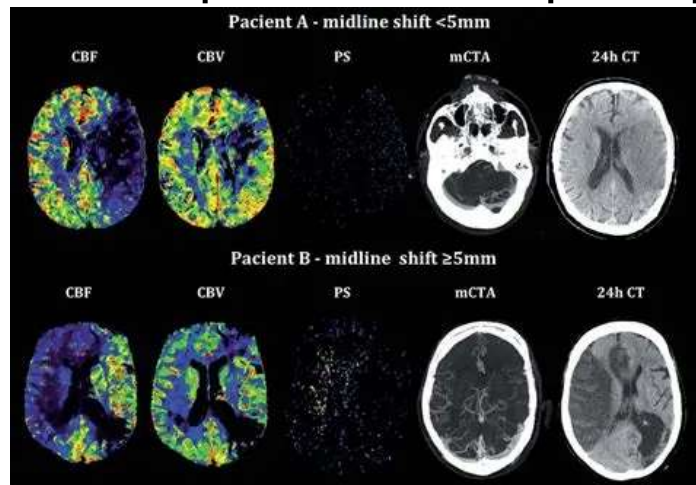 Pacient A - midline shift <5mm
CBF CBV PS mCTA 24h CT
Pacient B - midline shift ≥5mm
CBF CBV PS mCTA 24h CT